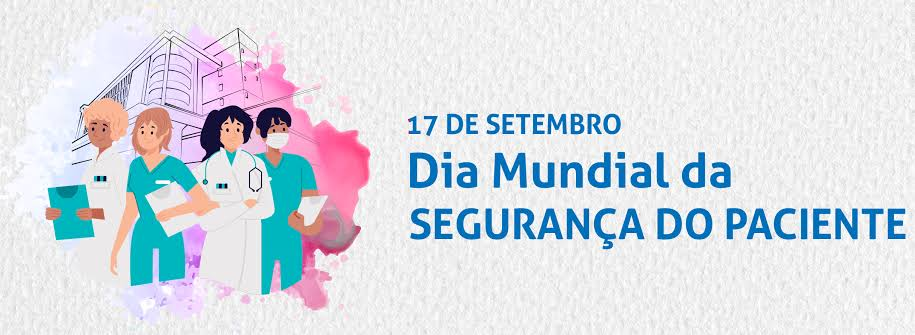 17 DE SETEMBRO
Dia Mundial da
SEGURANÇA DO PACIENTE